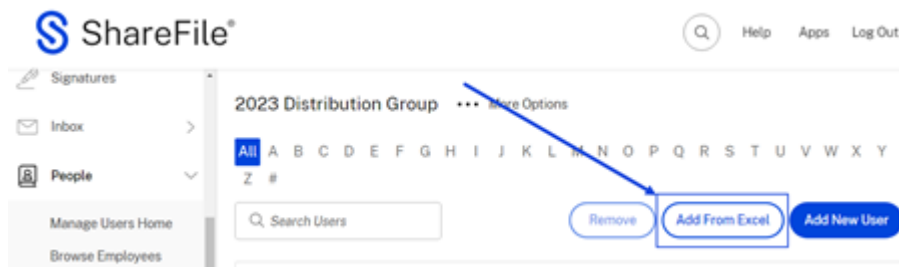 ShareFile®
Help Apps Log Out
Signatures
Inbox
People
Manage Users Home
Browse Employees
2023 Distribution Group ••• More Options
All A B C D E F G H I J K L M N O P Q R S T U V W X Y
Z #
Search Users
Remove Add From Excel Add New User